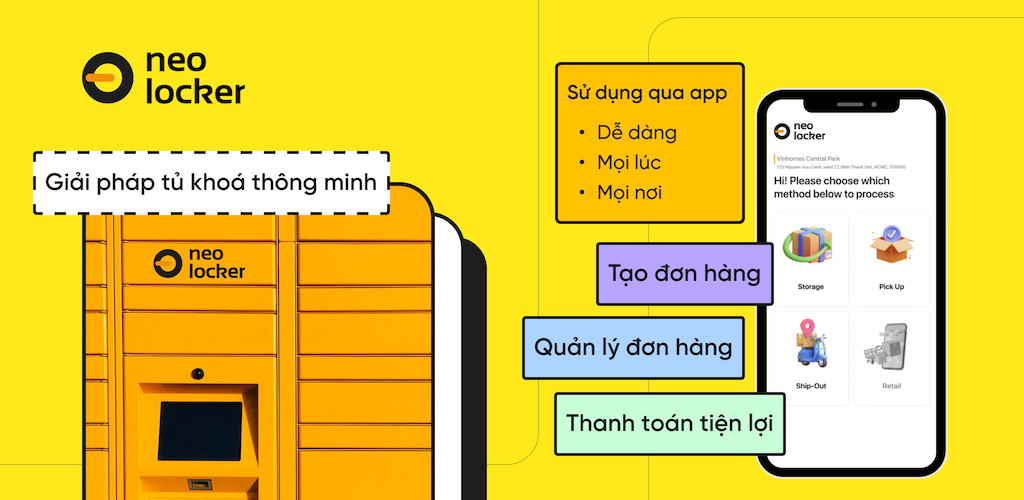 neo
locker
Giải pháp tủ khoá thông minh
neo
locker
Sử dụng qua app
• Dễ dàng
• Mọi lúc
• Mọi nơi
Tạo đơn hàng
Quản lý đơn hàng
Thanh toán tiện lợi
neo
locker
Vinhomes Central Park
Hi! Please choose which
method below to process
Storage
Pick Up
Ship-Out
Retail